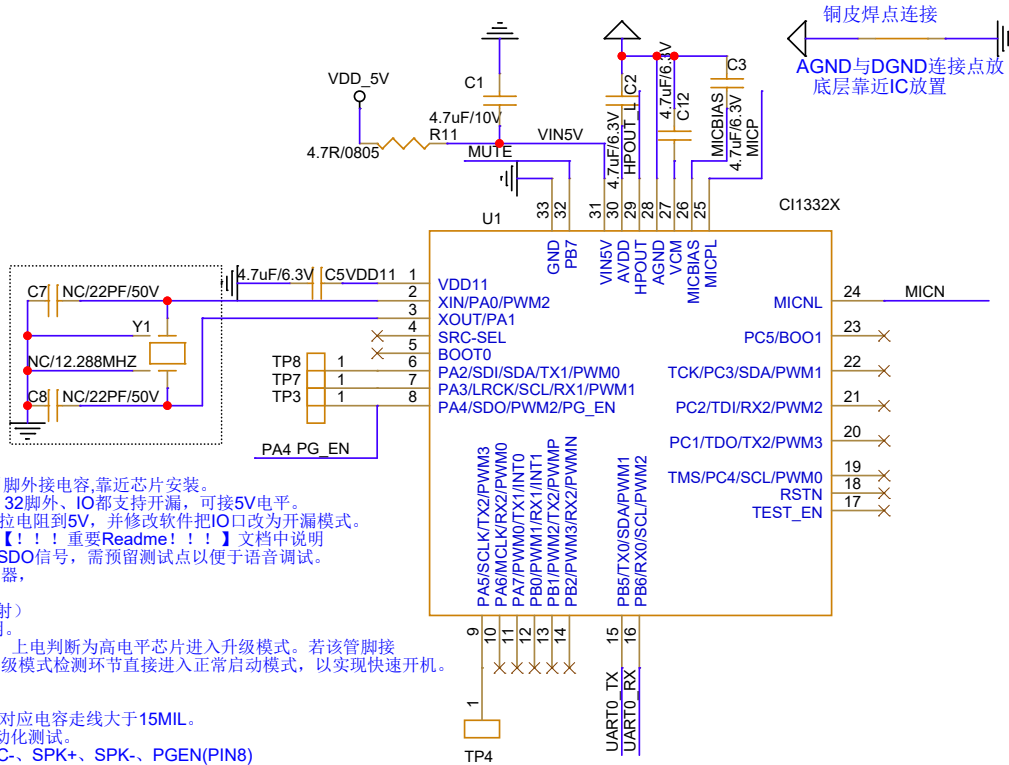 铜皮焊点连接
AGND与DGND连接点放
底层靠近IC放置
VDD_5V
C1
4.7uF/10V
R11
4.7R/0805
VIN5V
MUTE
4.7uF/6.3V
C2
HPOUT_L
4.7uF/6.3V
C12
C3
MICBIAS
4.7uF/6.3V
MICP
U1
CI1332X
33
32
31
30
29
28
27
26
25
GND
PB7
VIN5V
AVDD
HPOUT
AGND
VCM
MICBIAS
MICPL
4.7uF/6.3V
C5
VDD11
1
VDD11
2
XIN/PA0/PWM2
3
XOUT/PA1
4
SRC-SEL
5
BOOT0
6
PA2/SDI/SDA/TX1/PWM0
7
PA3/LRCK/SCL/RX1/PWM1
8
PA4/SDO/PWM2/PG_EN
C7
NC/22PF/50V
Y1
NC/12.288MHZ
C8
NC/22PF/50V
TP8
1
TP7
1
TP3
1
PA4 PG_EN
MICNL
24
MICN
PC5/BOO1
23
TCK/PC3/SDA/PWM1
22
PC2/TDI/RX2/PWM2
21
PC1/TDO/TX2/PWM3
20
TMS/PC4/SCL/PWM0
19
RSTN
18
TEST_EN
17
PA5/SCLK/TX2/PWM3
PA6/MCLK/RX2/PWM0
PA7/PWM0/TX1/INT0
PB0/PWM1/RX1/INT1
PB1/PWM2/TX2/PWMP
PB2/PWM3/RX2/PWMN
PB5/TX0/SDA/PWM1
PB6/RX0/SCL/PWM2
9
10
11
12
13
14
15
16
1
TP4
UART0_TX
UART0_RX
脚外接电容,靠近芯片安装。
32脚外、IO都支持开漏，可接5V电平。
拉电阻到5V，并修改软件把IO口改为开漏模式。
【！！！重要Readme！！！】文档中说明
SDO信号，需预留测试点以便于语音调试。
器，
射）
。
上电判断为高电平芯片进入升级模式。若该管脚接
级模式检测环节直接进入正常启动模式，以实现快速开机。
对应电容走线大于15MIL。
动化测试。
C-、SPK+、SPK-、PGEN(PIN8)